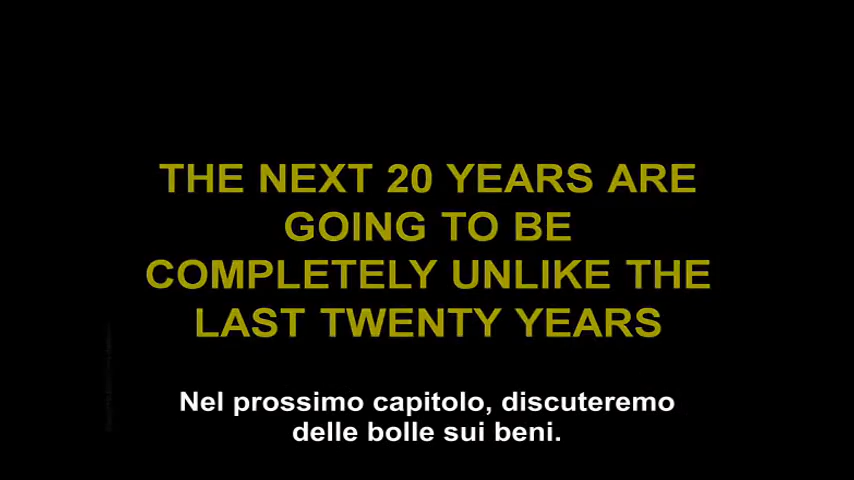 THE NEXT 20 YEARS ARE
GOING TO BE
COMPLETELY UNLIKE THE
LAST TWENTY YEARS
Nel prossimo capitolo, discuteremo
delle bolle sui beni.